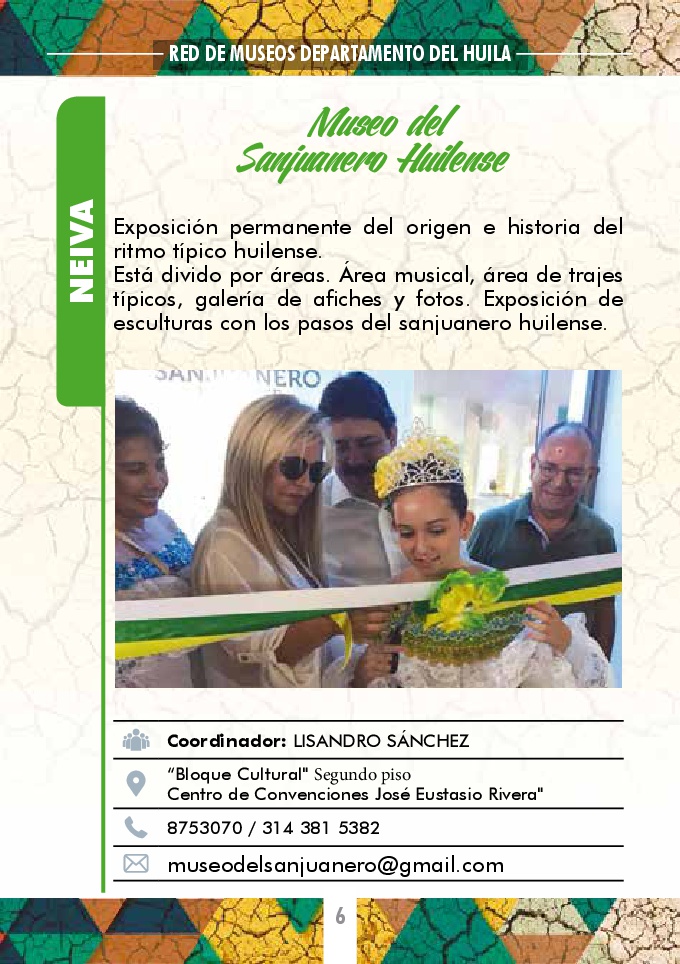 RED DE MUSEOS DEPARTAMENTO DEL HUILA
NEIVA
Museo del
Sanjuanero Huilense
Exposición permanente del origen e historia del
ritmo típico huilense.
Está divido por áreas. Área musical, área de trajes
típicos, galería de afiches y fotos. Exposición de
esculturas con los pasos del sanjuanero huilense.
SANJUANERO
Coordinador: LISANDRO SÁNCHEZ
“Bloque Cultural" Segundo piso
Centro de Convenciones José Eustasio Rivera"
8753070 / 314 381 5382
museodelsanjuanero@gmail.com
6